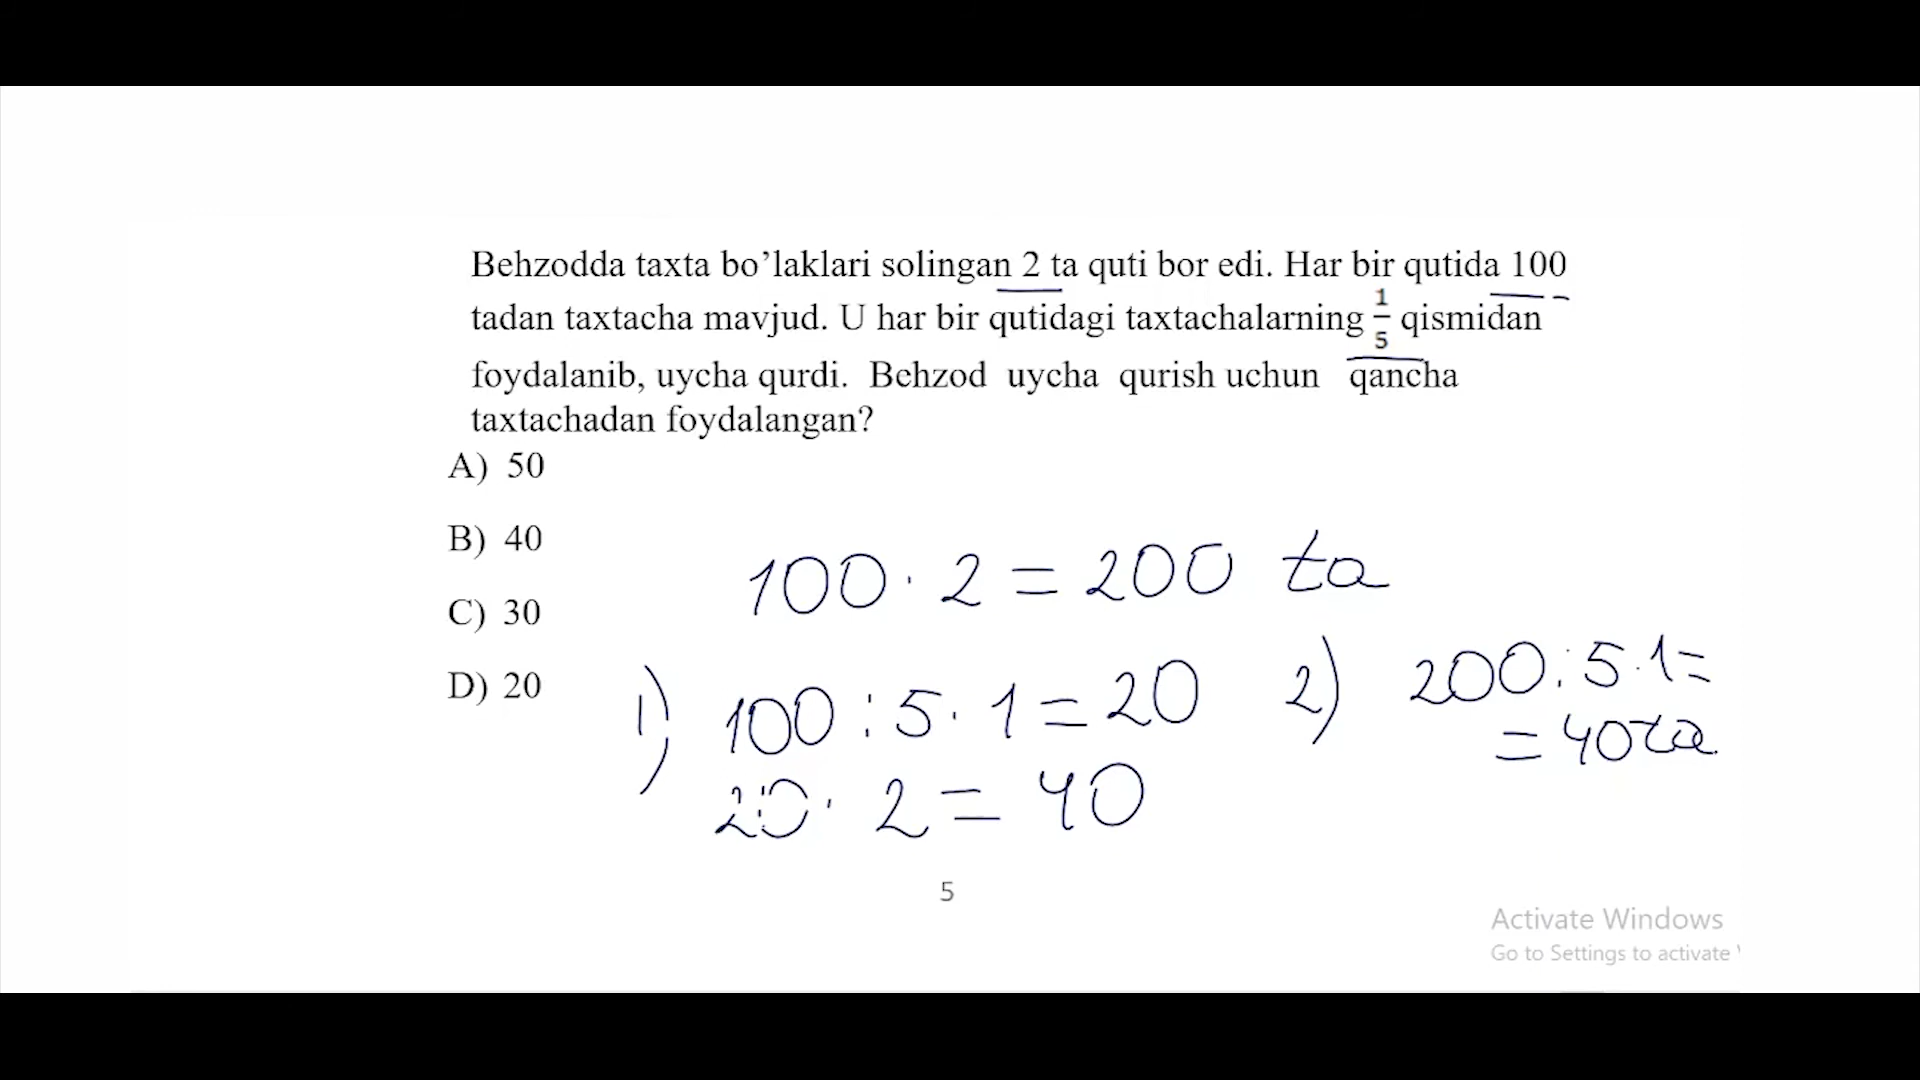 Behzodda taxta bo’laklari solingan 2 ta quti bor edi. Har bir qutida 100
tadan taxtacha mavjud. U har bir qutidagi taxtachalarning 1/5 qismidan
foydalanib, uycha qurdi. Behzod uycha qurish uchun qancha
taxtachadan foydalangan?
A) 50
B) 40
C) 30
D) 20
100 · 2 = 200 ta
1) 100 : 5 · 1 = 20
20 · 2 = 40
2) 200 : 5 · 1 =
= 40 ta
5
Activate Windows
Go to Settings to activate